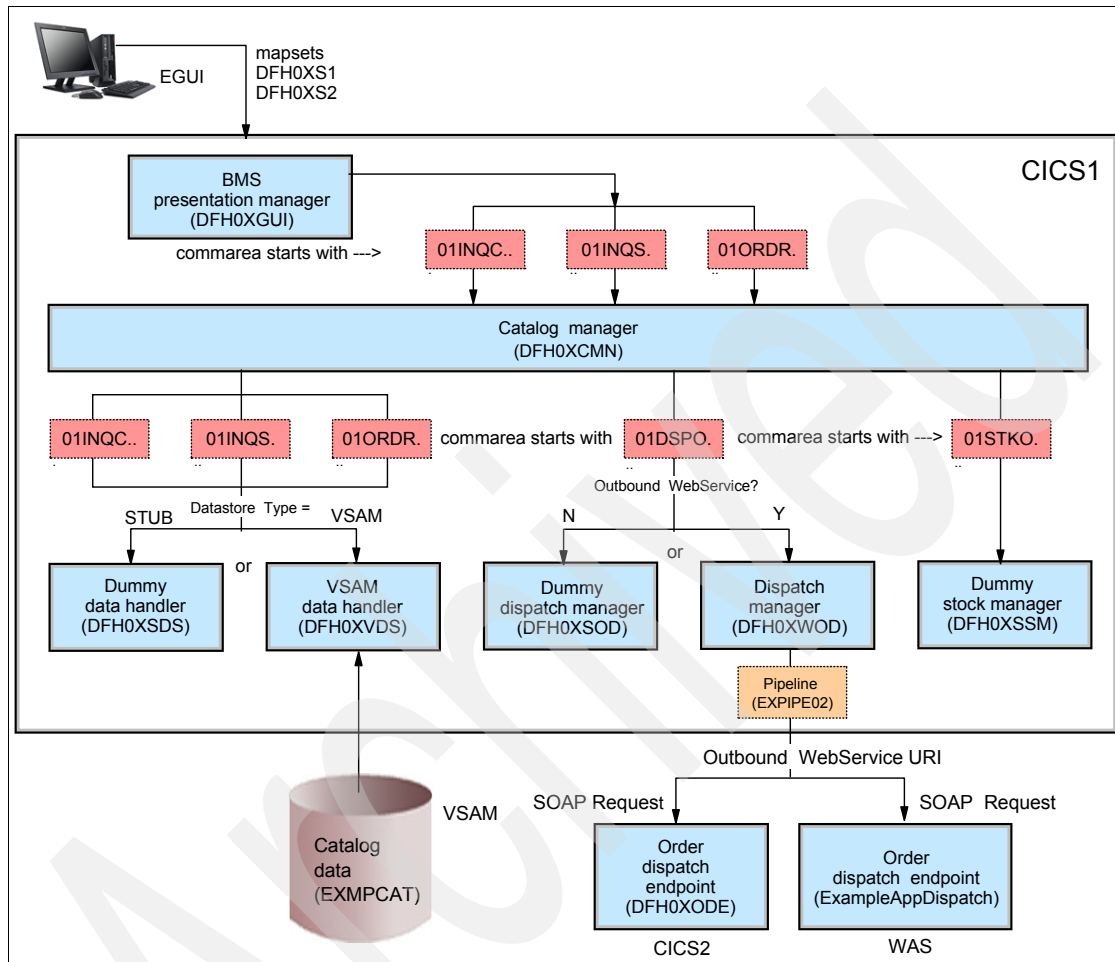 EGUI
mapsets
DFH0XS1
DFH0XS2
CICS1
BMS
presentation manager
(DFH0XGUI)
commarea starts with --->
01INQC..
.
01INQS.
..
01ORDR.
..
Catalog manager
(DFH0XCMN)
01INQC..
.
01INQS.
..
01ORDR.
..
commarea starts with
01DSPO.
..
commarea starts with --->
01STKO.
..
Datastore Type =
STUB
VSAM
or
Outbound WebService?
N
Y
or
Dummy
data handler
(DFH0XSDS)
VSAM
data handler
(DFH0XVDS)
Dummy
dispatch manager
(DFH0XSOD)
Dispatch
manager
(DFH0XWOD)
Dummy
stock manager
(DFH0XSSM)
Pipeline
(EXPIPE02)
Outbound WebService URI
SOAP Request
SOAP Request
VSAM
Catalog
data
(EXMPCAT)
Order
dispatch
endpoint
(DFH0XODE)
Order
dispatch endpoint
(ExampleAppDispatch)
CICS2
WAS
Archived